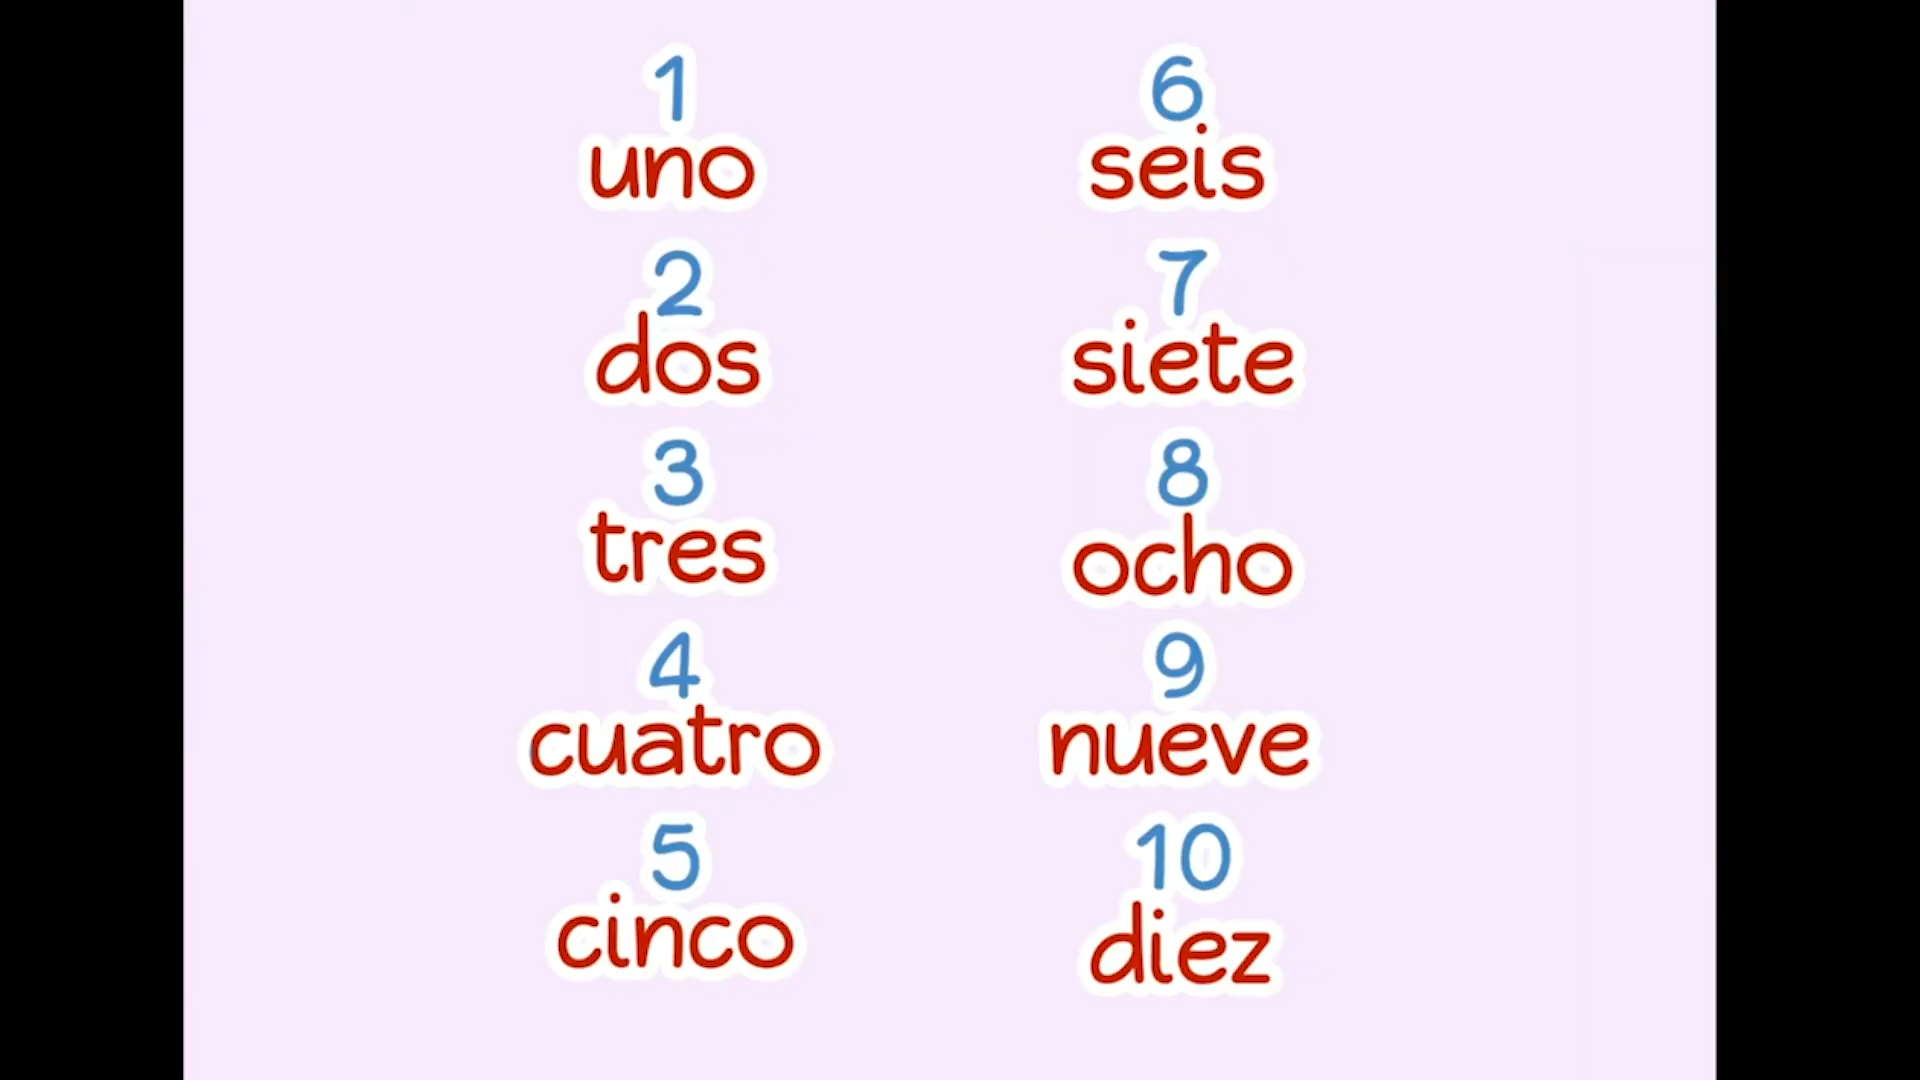 1
uno
2
dos
3
tres
4
cuatro
5
cinco
6
seis
7
siete
8
ocho
9
nueve
10
diez